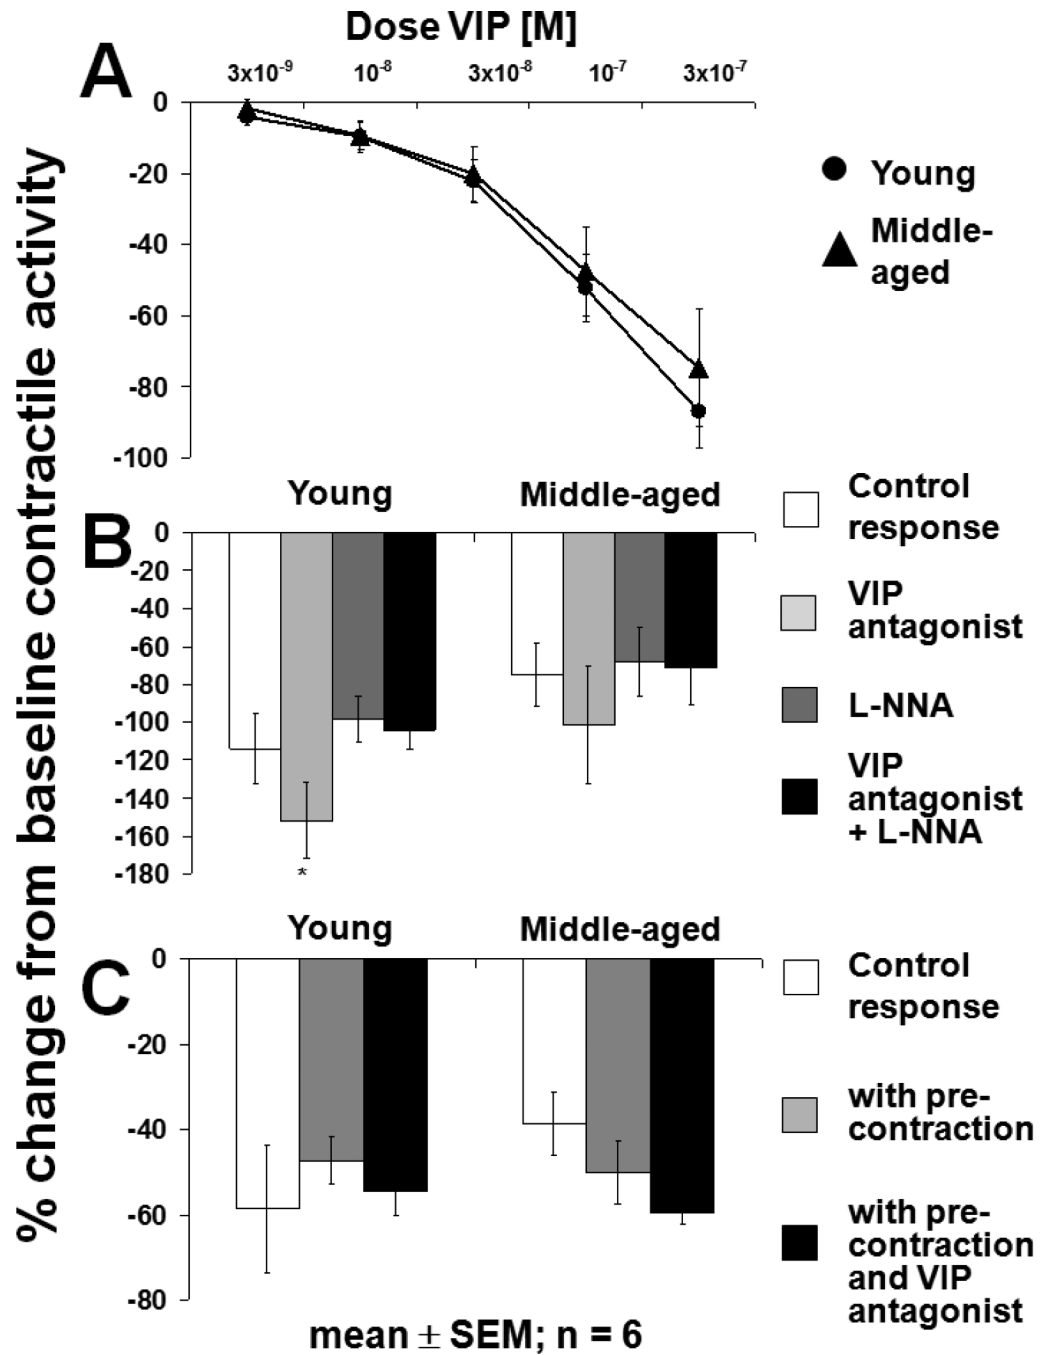 Dose VIP [M]
A
3x10⁻⁹ 10⁻⁸ 3x10⁻⁸ 10⁻⁷ 3x10⁻⁷
0
-20
-40
-60
-80
-100
Young
Middle-
aged
% change from baseline contractile activity
Young Middle-aged
B
0
-20
-40
-60
-80
-100
-120
-140
-160
-180
*
Control
response
VIP
antagonist
L-NNA
VIP
antagonist
+ L-NNA
Young Middle-aged
C
0
-20
-40
-60
-80
Control
response
with pre-
contraction
with pre-
contraction
and VIP
antagonist
mean ± SEM; n = 6